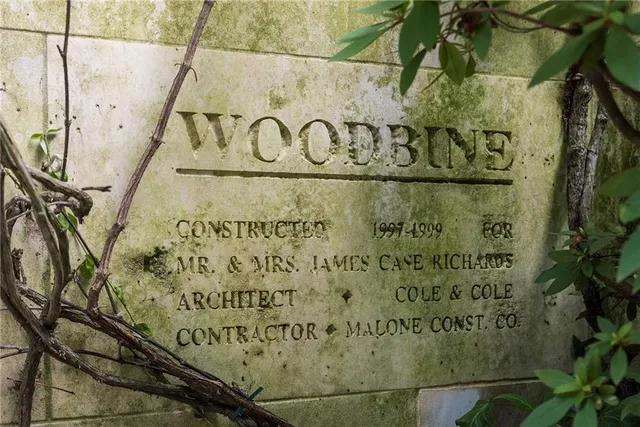 WOODBINE
CONSTRUCTED 1997-1999 FOR
MR. & MRS. JAMES CASE RICHARDS
ARCHITECT ♦ COLE & COLE
CONTRACTOR ♦ MALONE CONST. CO.